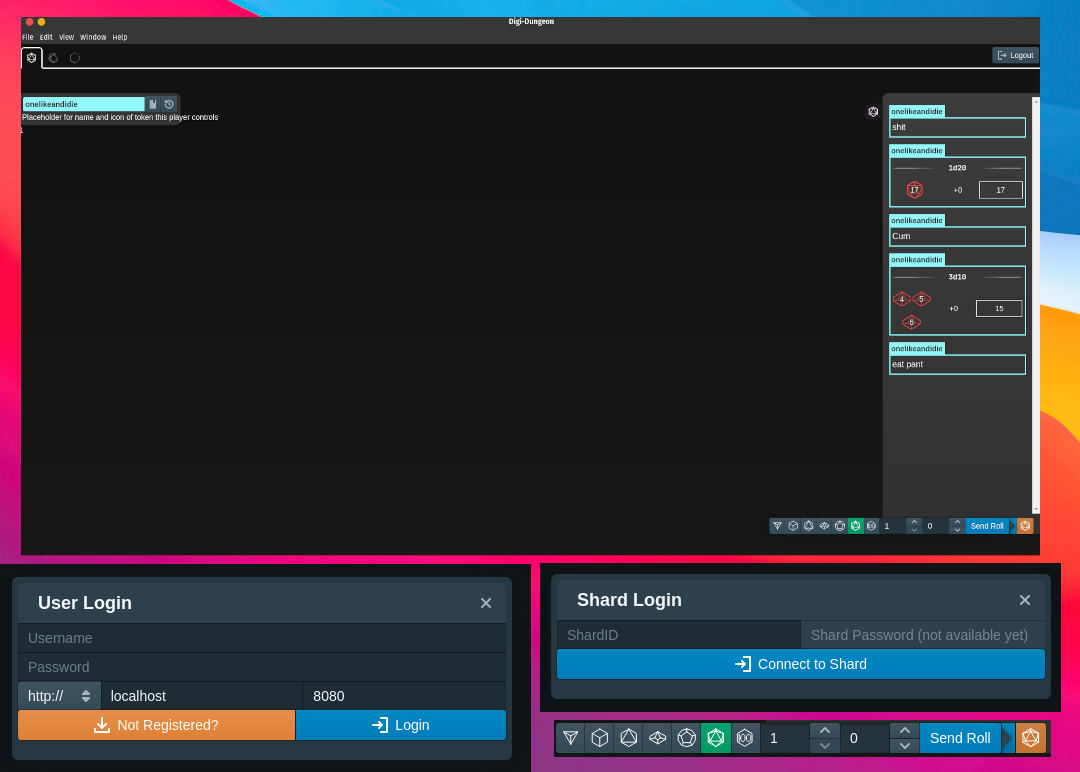 Digi-Dungeon
File Edit View Window Help
Logout
onelikeandidie
Placeholder for name and icon of token this player controls
onelikeandidie
shit
onelikeandidie
1d20
17 +0 17
onelikeandidie
Cum
onelikeandidie
3d10
4 5
6 +0 15
onelikeandidie
eat pant
100 1 0 Send Roll
User Login
Username
Password
http:// localhost 8080
Not Registered? Login
Shard Login
ShardID Shard Password (not available yet)
Connect to Shard
100 1 0 Send Roll